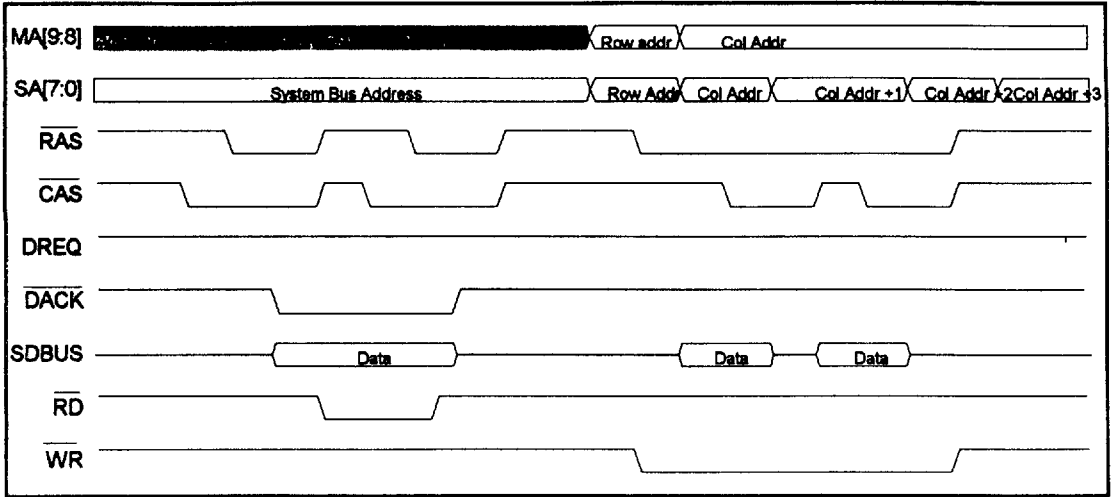 MA[9:8] Row addr Col Addr
SA[7:0] System Bus Address Row Addr Col Addr Col Addr +1 Col Addr +2 Col Addr +3
RAS
CAS
DREQ
DACK
SDBUS Data Data Data
RD
WR